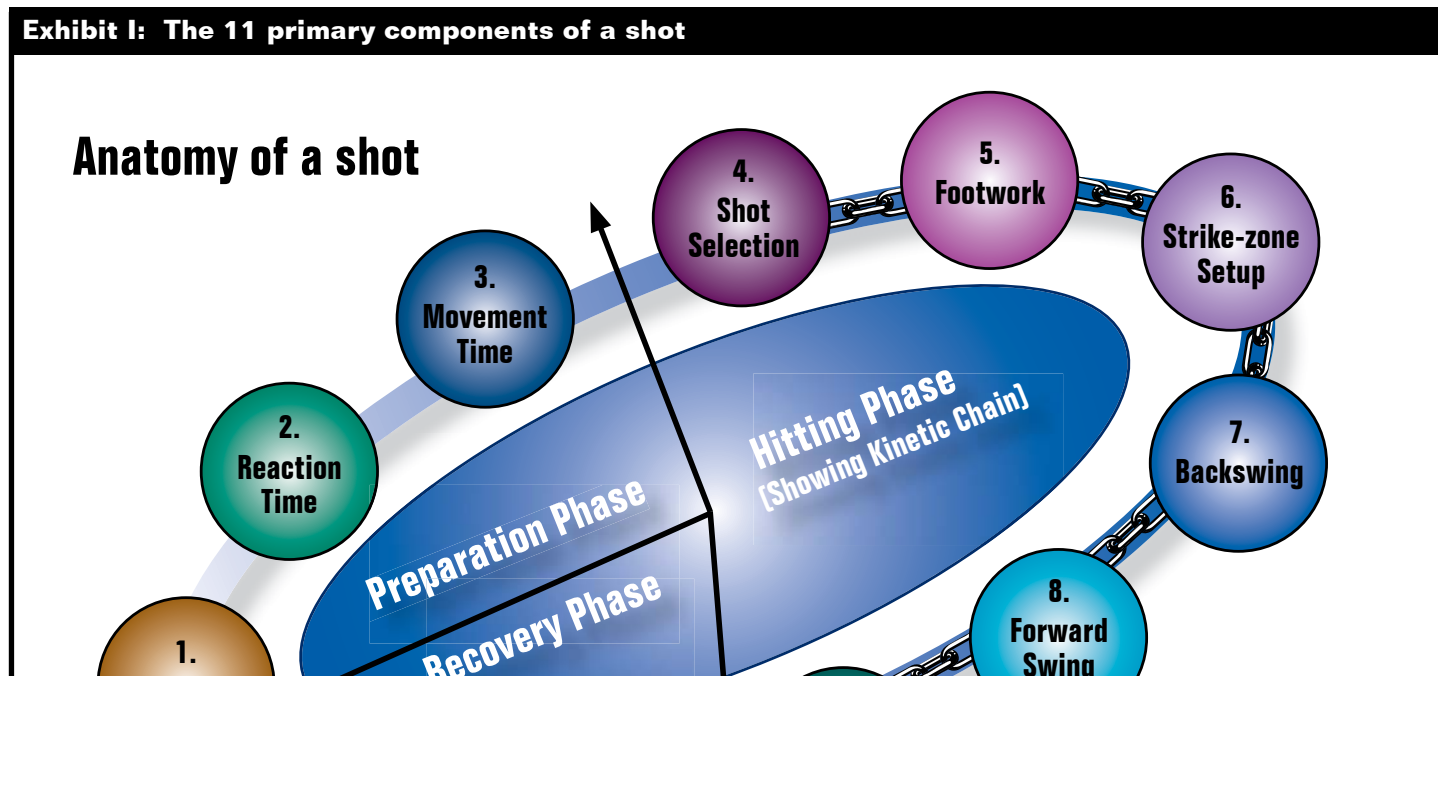 Exhibit I: The 11 primary components of a shot
Anatomy of a shot
1.
2.
Reaction
Time
3.
Movement
Time
4.
Shot
Selection
5.
Footwork
6.
Strike-zone
Setup
7.
Backswing
8.
Forward
Swing
Hitting Phase
(Showing Kinetic Chain)
Preparation Phase
Recovery Phase